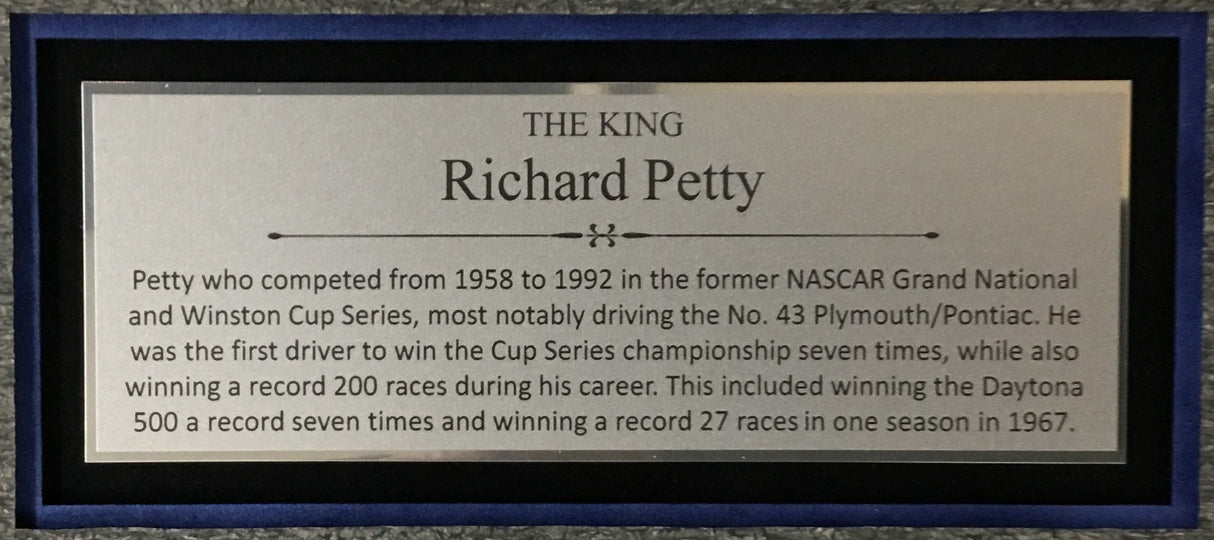 THE KING
Richard Petty
Petty who competed from 1958 to 1992 in the former NASCAR Grand National
and Winston Cup Series, most notably driving the No. 43 Plymouth/Pontiac. He
was the first driver to win the Cup Series championship seven times, while also
winning a record 200 races during his career. This included winning the Daytona
500 a record seven times and winning a record 27 races in one season in 1967.